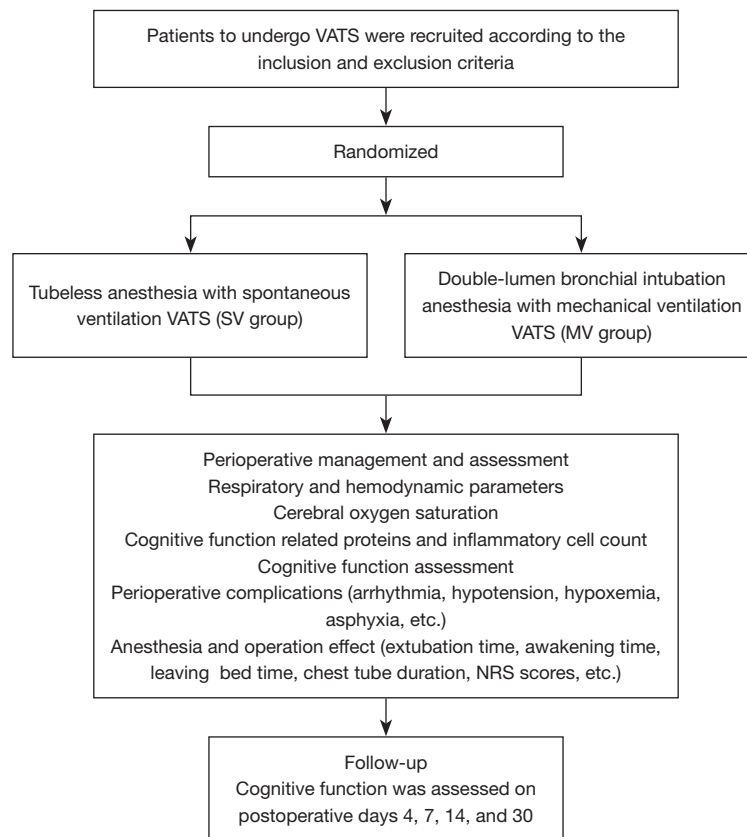 Patients to undergo VATS were recruited according to the
inclusion and exclusion criteria
Randomized
Tubeless anesthesia with spontaneous
ventilation VATS (SV group)
Double-lumen bronchial intubation
anesthesia with mechanical ventilation
VATS (MV group)
Perioperative management and assessment
Respiratory and hemodynamic parameters
Cerebral oxygen saturation
Cognitive function related proteins and inflammatory cell count
Cognitive function assessment
Perioperative complications (arrhythmia, hypotension, hypoxemia,
asphyxia, etc.)
Anesthesia and operation effect (extubation time, awakening time,
leaving bed time, chest tube duration, NRS scores, etc.)
Follow-up
Cognitive function was assessed on
postoperative days 4, 7, 14, and 30